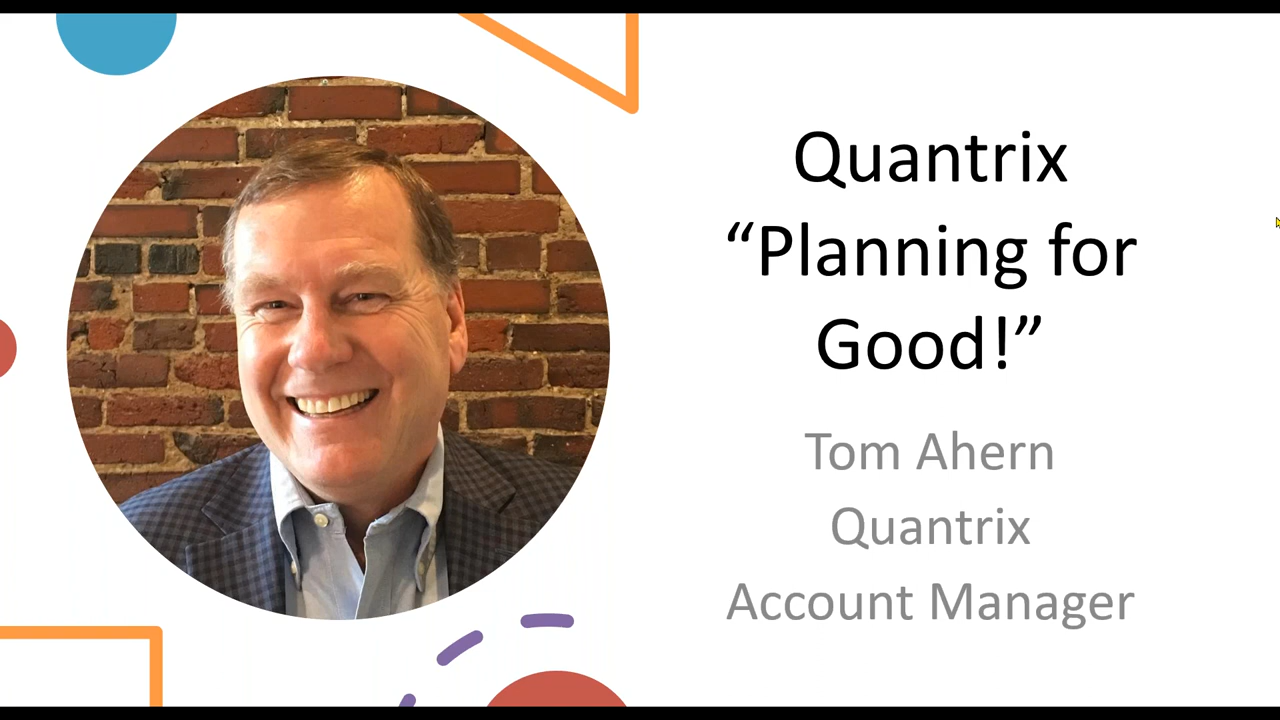 Quantrix
“Planning for
Good!”
Tom Ahern
Quantrix
Account Manager